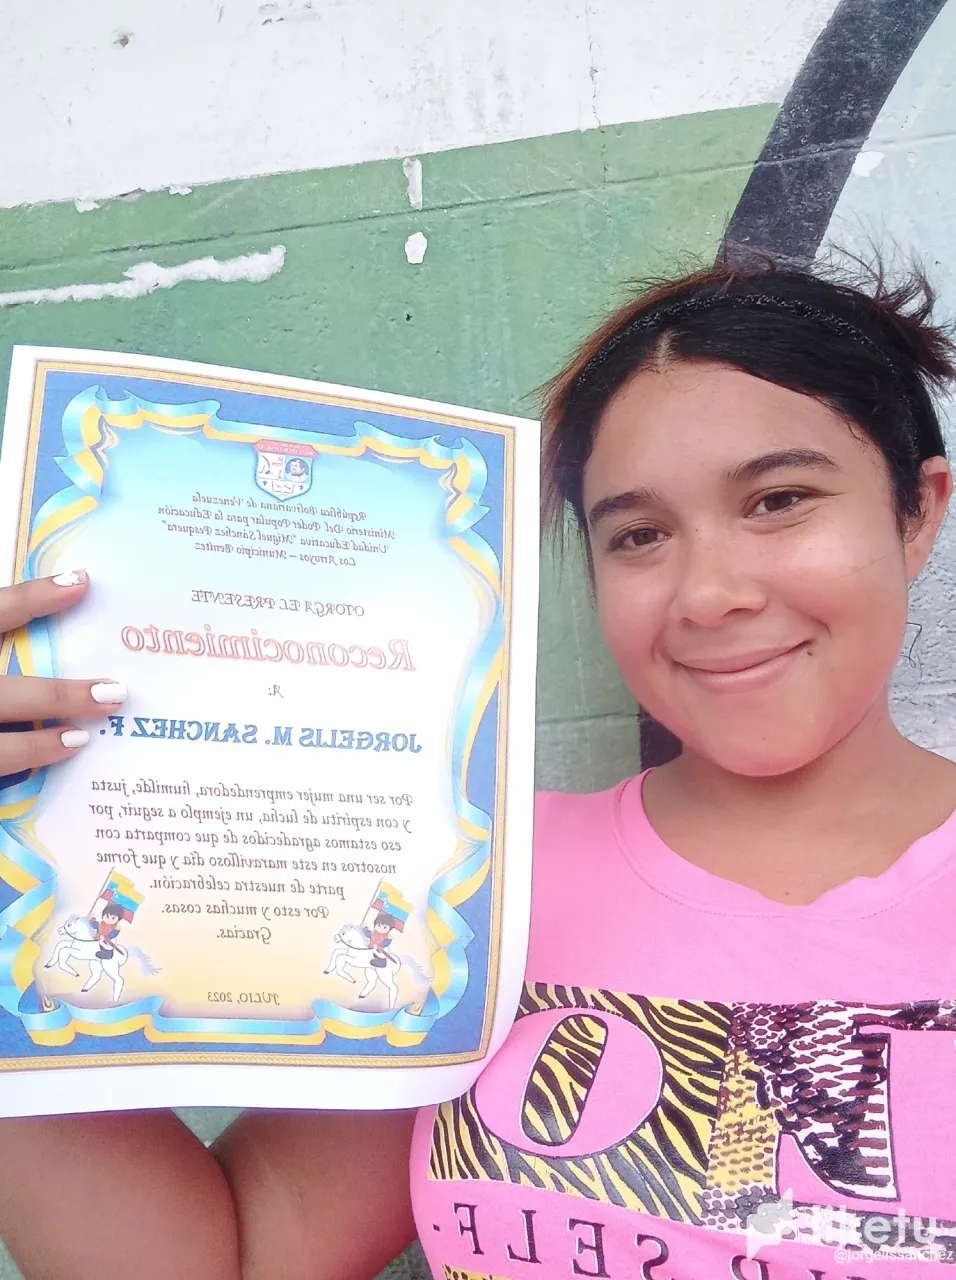 República Bolivariana de Venezuela
Ministerio Del Poder Popular para la Educación
Unidad Educativa "Miguel Sánchez Pesquera"
Los Arroyos – Municipio Benítez
OTORGA EL PRESENTE
Reconocimiento
A:
JORGELIS M. SANCHEZ F.
Por ser una mujer emprendedora, humilde, justa
y con espíritu de lucha, un ejemplo a seguir, por
eso estamos agradecidos de que comparta con
nosotros en este maravilloso día y que forme
parte de nuestra celebración.
Por esto y muchas cosas.
Gracias.
JULIO, 2023
SELF.
liketu
@jorgelissanchez